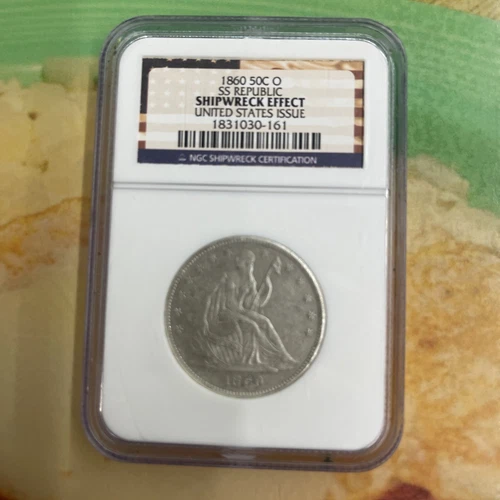 1860 50C O
SS REPUBLIC
SHIPWRECK EFFECT
UNITED STATES ISSUE
1831030-161
NGC SHIPWRECK CERTIFICATION